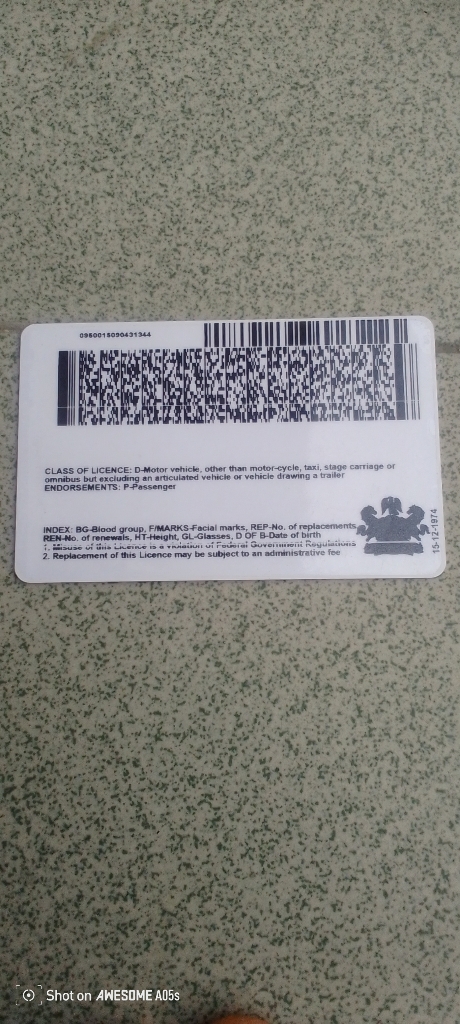 0950015090431944
CLASS OF LICENCE: D-Motor vehicle, other than motor-cycle, taxi, stage carriage or
omnibus but excluding an articulated vehicle or vehicle drawing a trailer
ENDORSEMENTS: P-Passenger
INDEX: BG-Blood group, F/MARKS-Facial marks, REP-No. of replacements
REN-No. of renewals, HT-Height, GL-Glasses, D OF B-Date of birth
1. Misuse of this Licence is a violation of Federal Government Regulations
2. Replacement of this Licence may be subject to an administrative fee
15-12-1974
Shot on AWESOME A05s